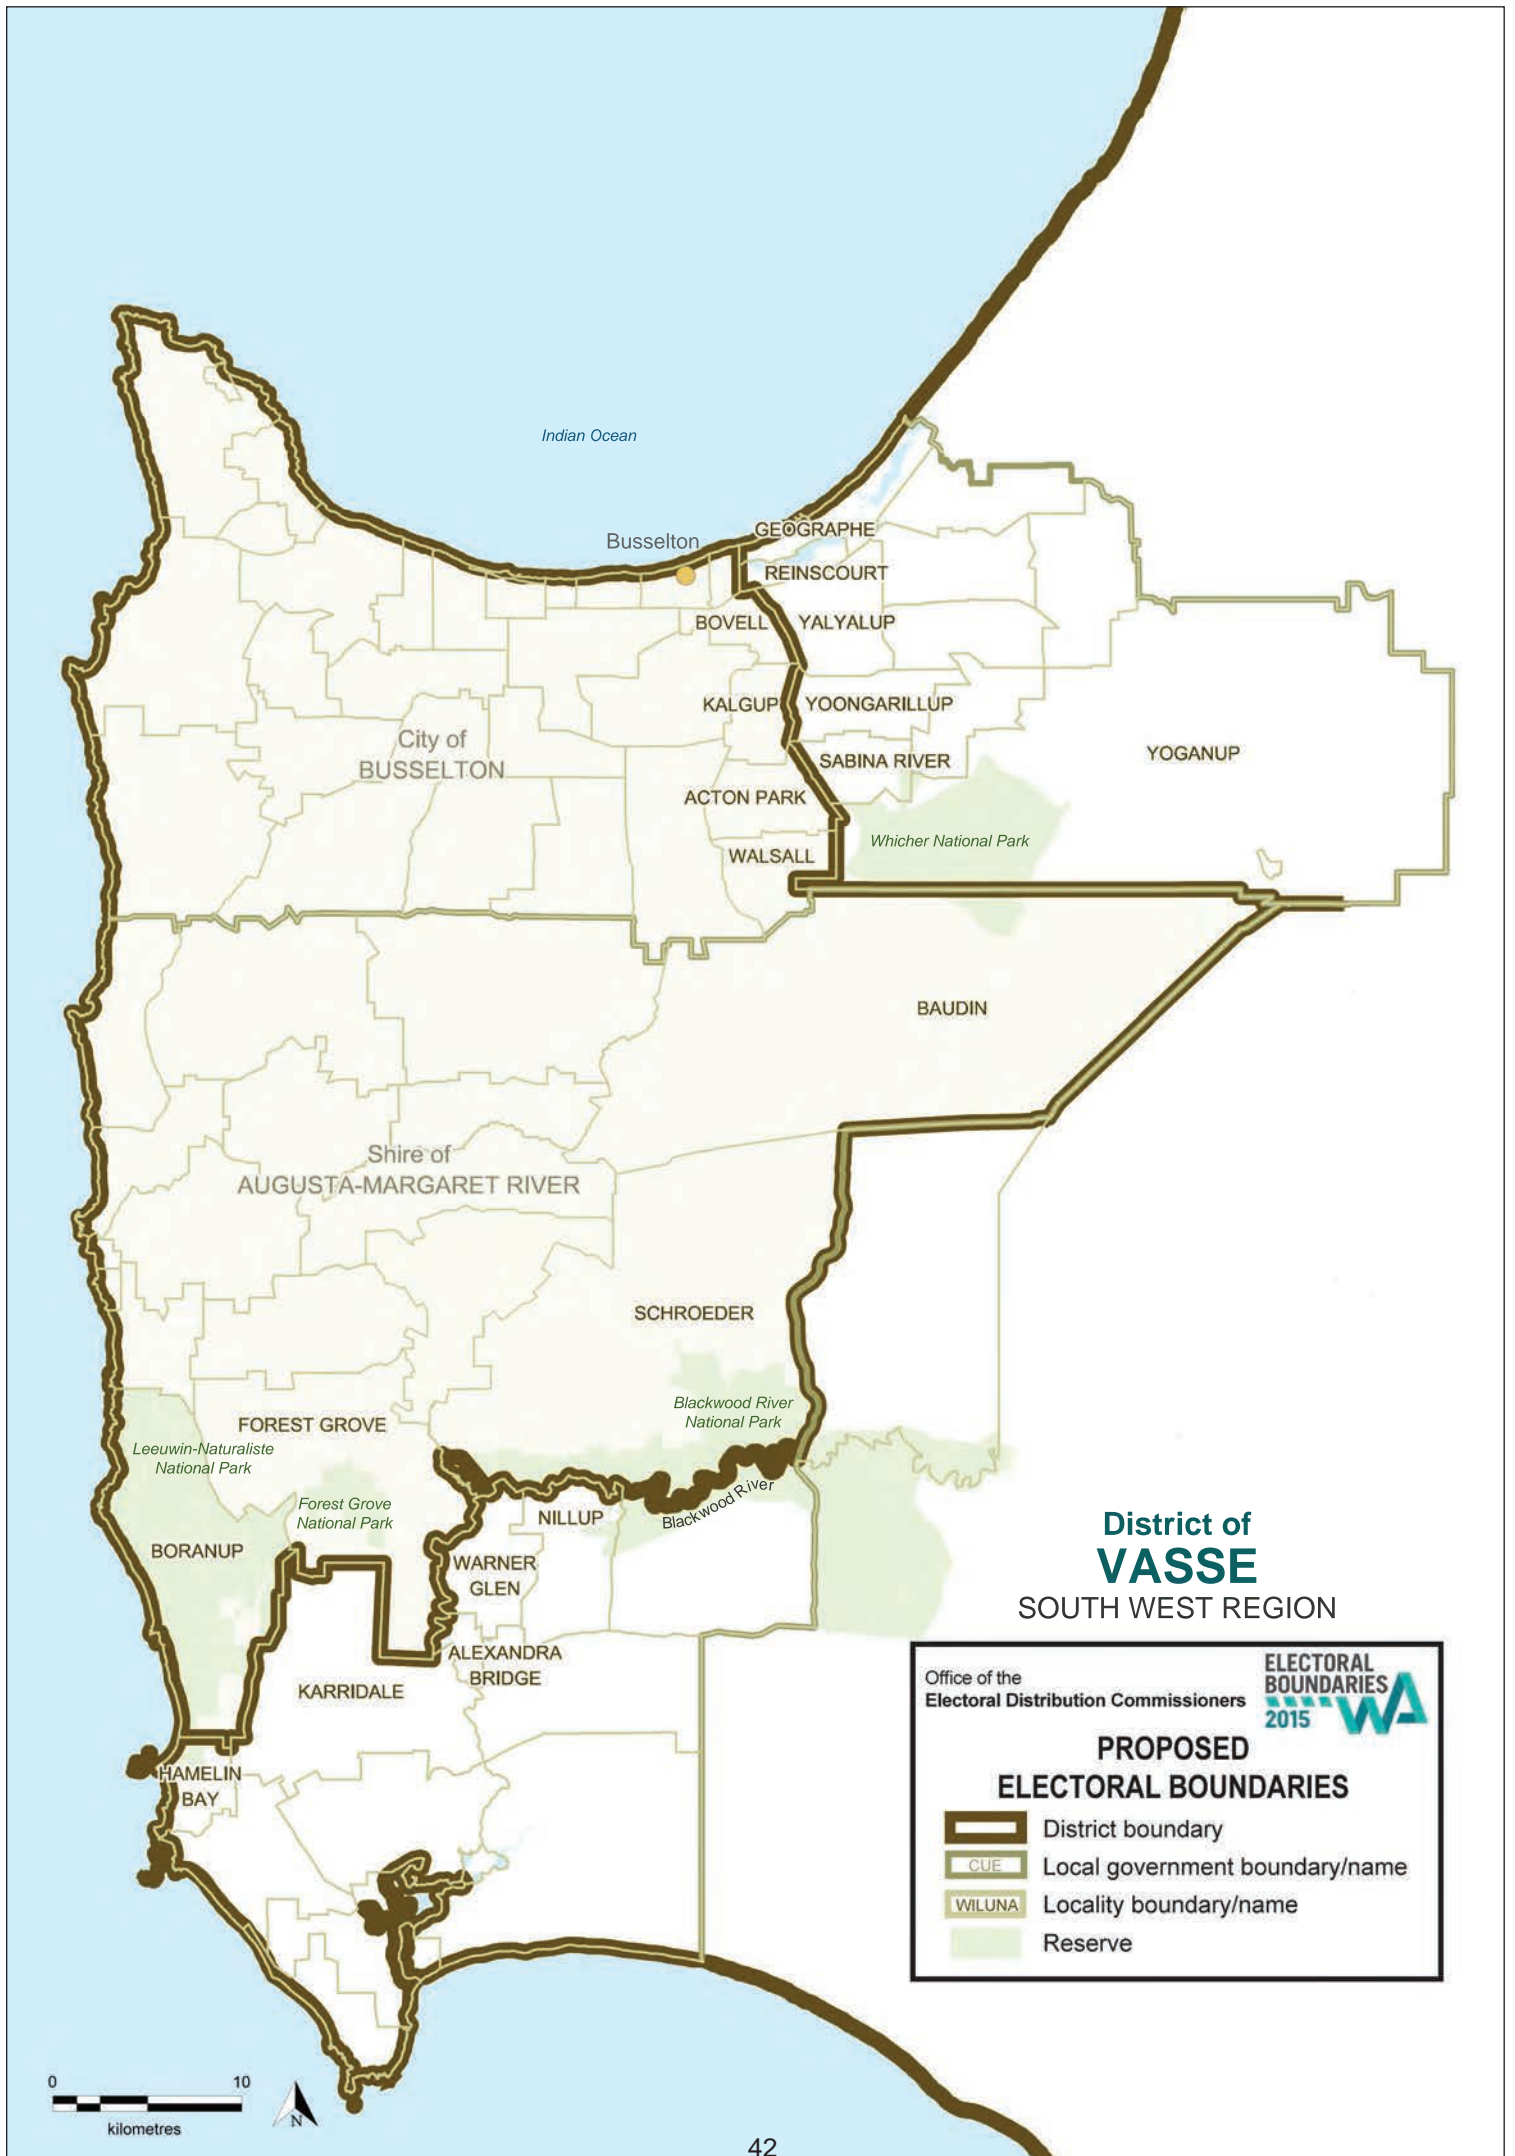 Indian Ocean
Busselton
GEOGRAPHE
REINSCOURT
BOVELL
YALYALUP
KALGUP
YOONGARILLUP
City of
BUSSELTON
SABINA RIVER
YOGANUP
ACTON PARK
Whicher National Park
WALSALL
BAUDIN
Shire of
AUGUSTA-MARGARET RIVER
SCHROEDER
Blackwood River
National Park
FOREST GROVE
Leeuwin-Naturaliste
National Park
Forest Grove
National Park
Blackwood River
NILLUP
BORANUP
WARNER
GLEN
ALEXANDRA
BRIDGE
KARRIDALE
HAMELIN
BAY
District of
VASSE
SOUTH WEST REGION
Office of the
Electoral Distribution Commissioners
ELECTORAL
BOUNDARIES
2015 WA
PROPOSED
ELECTORAL BOUNDARIES
District boundary
CUE Local government boundary/name
WILUNA Locality boundary/name
Reserve
0 10
kilometres
N
42